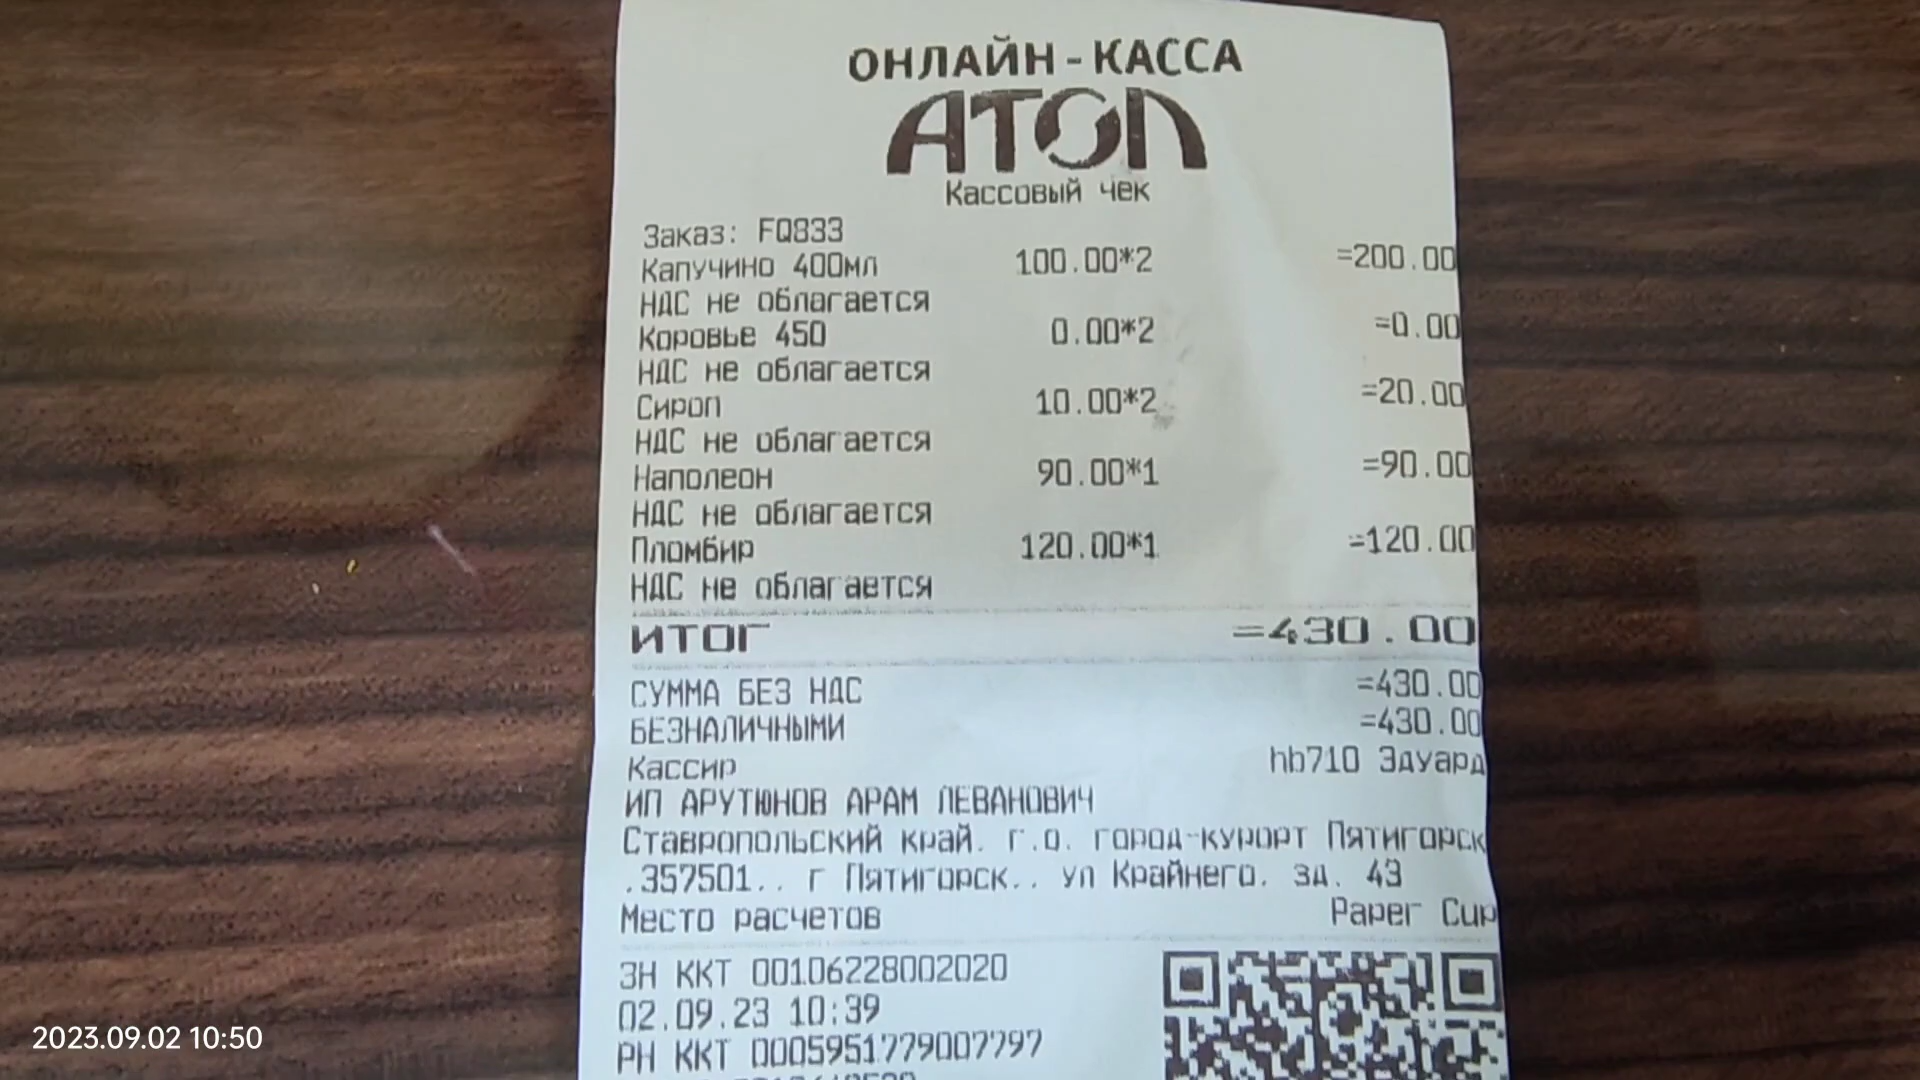 ОНЛАЙН-КАССА
АТОЛ
Кассовый чек
Заказ: FQ833
Капучино 400мл 100.00*2 =200.00
НДС не облагается
Коровье 450 0.00*2 =0.00
НДС не облагается
Сироп 10.00*2 =20.00
НДС не облагается
Наполеон 90.00*1 =90.00
НДС не облагается
Пломбир 120.00*1 =120.00
НДС не облагается
ИТОГ =430.00
СУММА БЕЗ НДС =430.00
БЕЗНАЛИЧНЫМИ =430.00
Кассир hb710 Эдуард
ИП АРУТЮНОВ АРАМ ЛЕВАНОВИЧ
Ставропольский край, г.о. город-курорт Пятигорск
,357501,, г Пятигорск,, ул Крайнего, зд. 43
Место расчетов Paper Cup
ЗН ККТ 00106228002020
02.09.23 10:39
РН ККТ 0005951779007797
2023.09.02 10:50